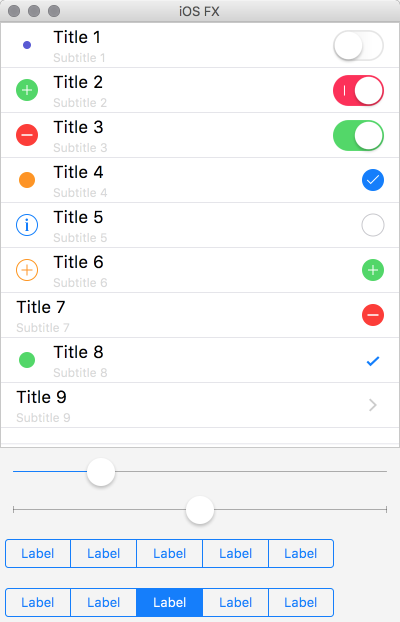 iOS FX
Title 1
Subtitle 1
Title 2
Subtitle 2
Title 3
Subtitle 3
Title 4
Subtitle 4
Title 5
Subtitle 5
Title 6
Subtitle 6
Title 7
Subtitle 7
Title 8
Subtitle 8
Title 9
Subtitle 9
Label Label Label Label Label
Label Label Label Label Label